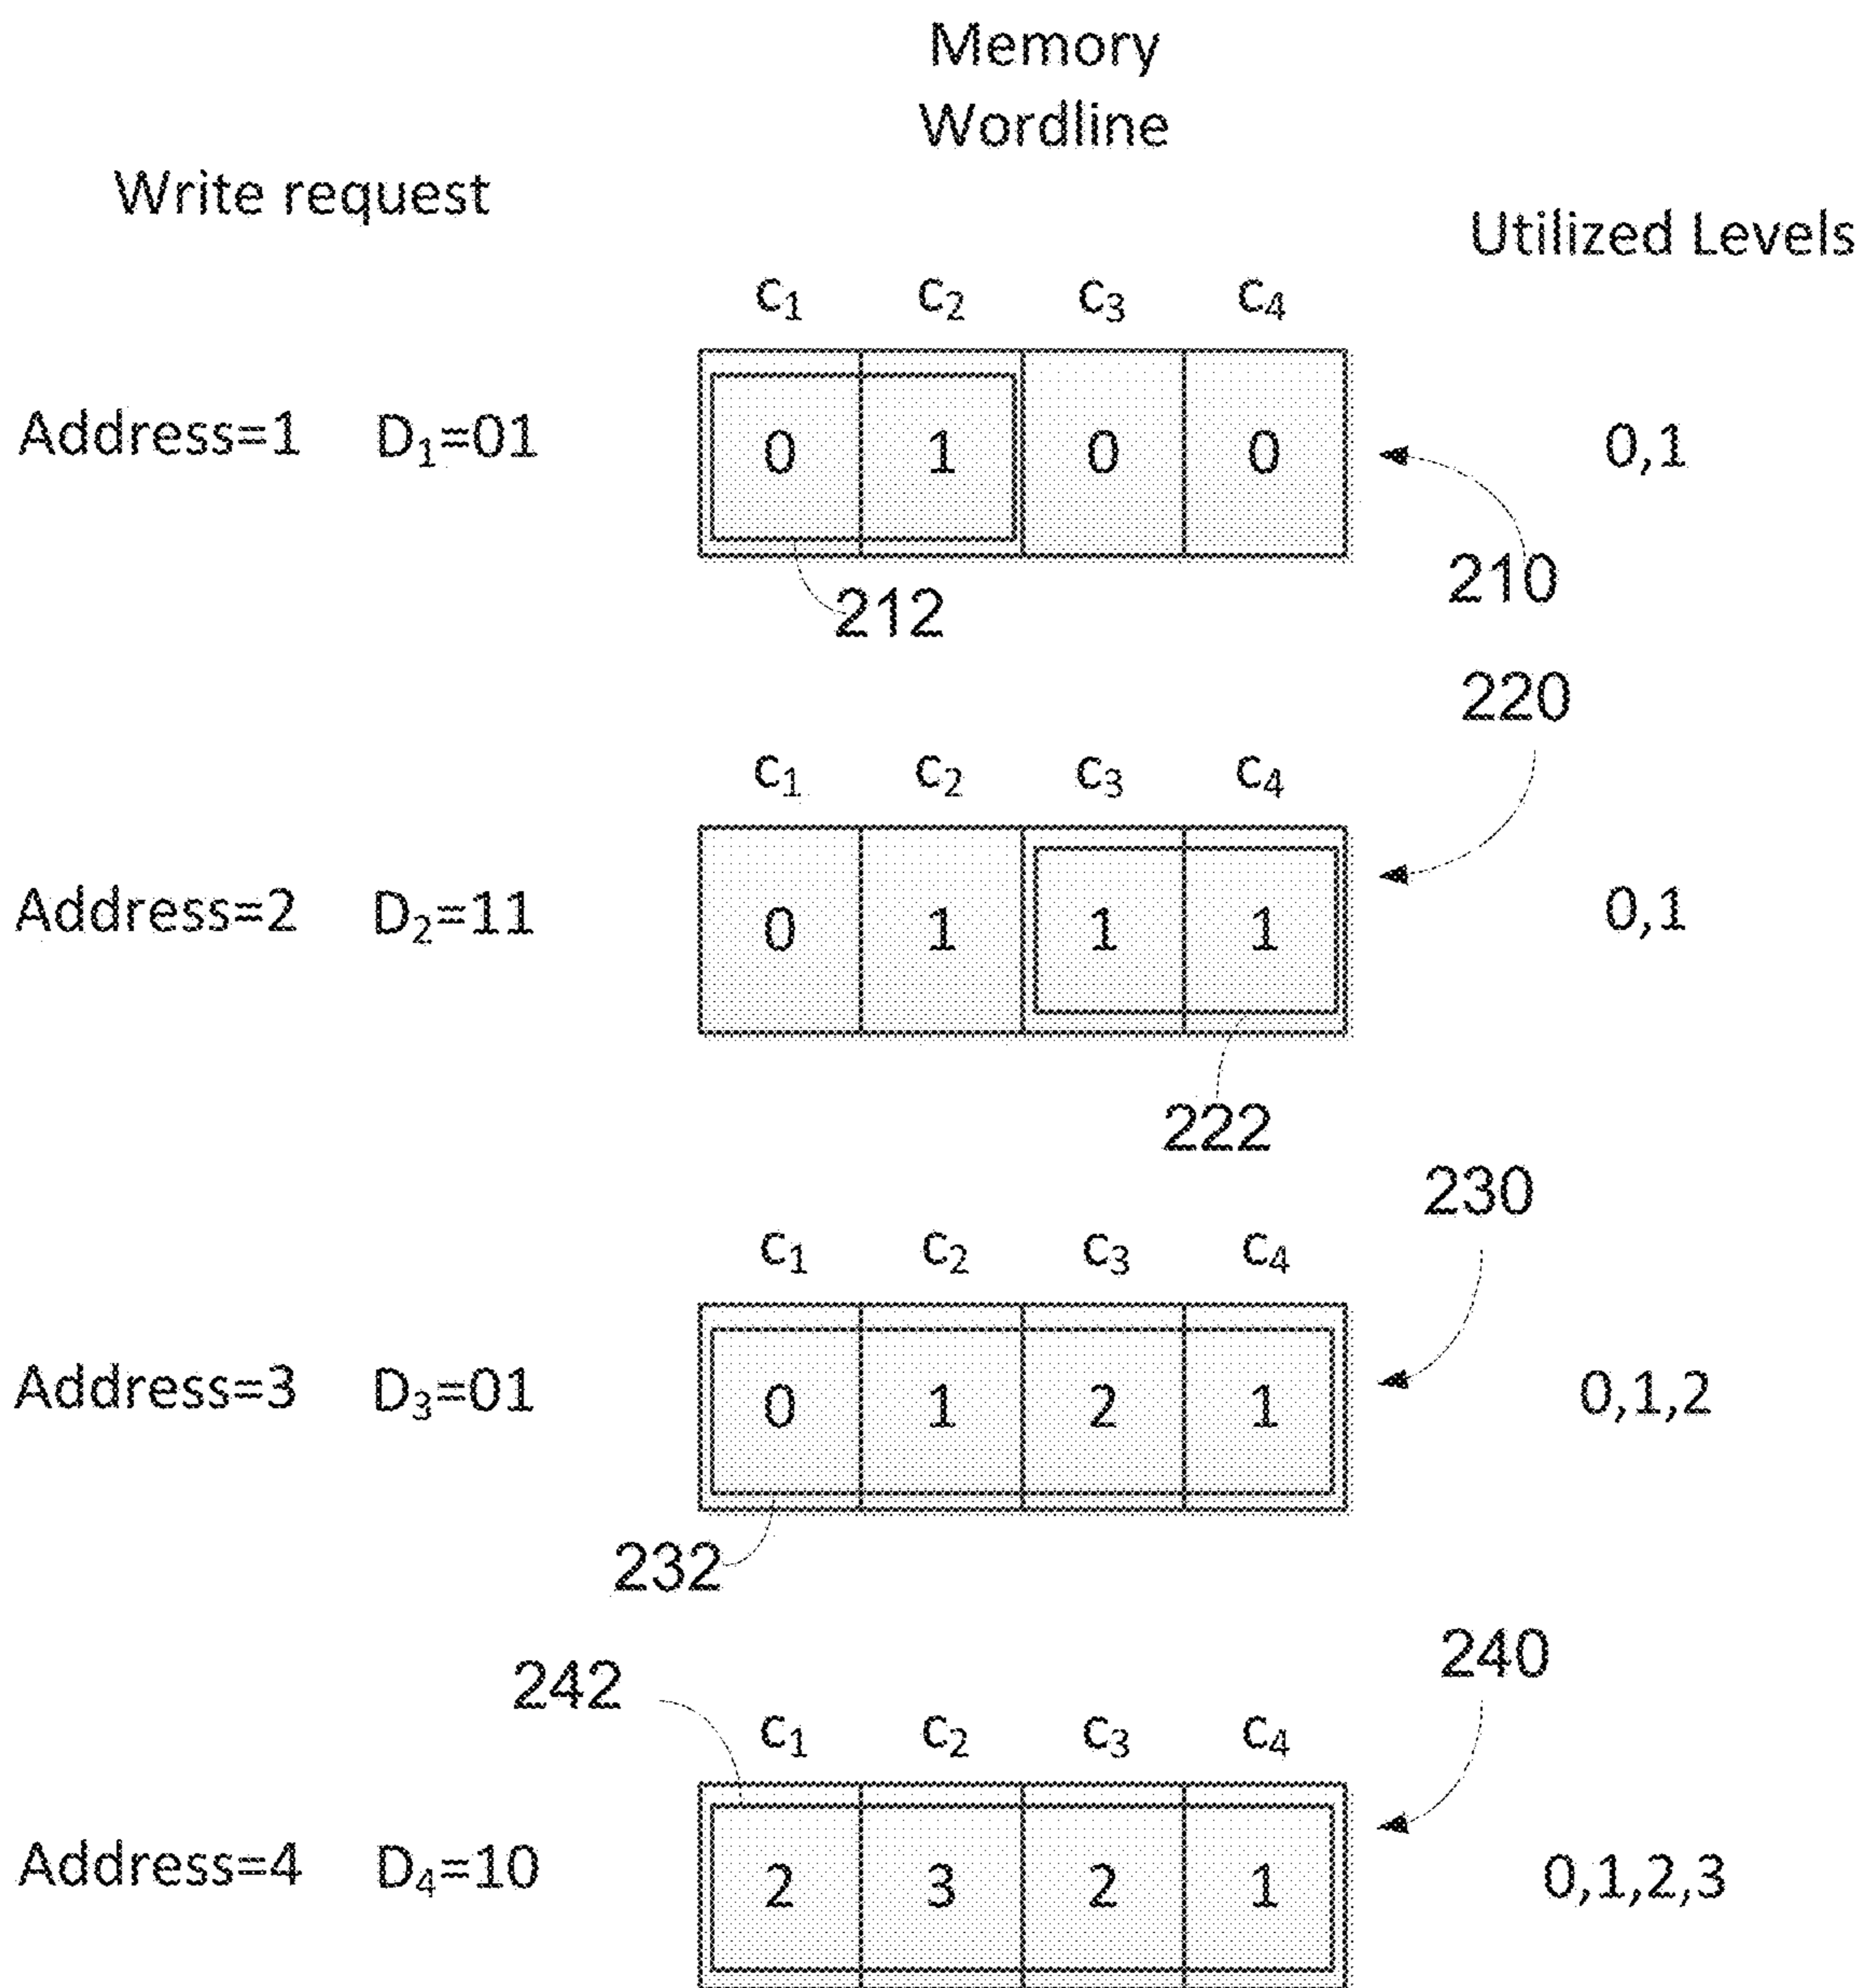 Memory
Wordline
Write request
Utilized Levels
c₁ c₂ c₃ c₄
Address=1 D₁=01 0 1 0 0 0,1
210
212
220
c₁ c₂ c₃ c₄
Address=2 D₂=11 0 1 1 1 0,1
222
230
c₁ c₂ c₃ c₄
Address=3 D₃=01 0 1 2 1 0,1,2
232
240
242
c₁ c₂ c₃ c₄
Address=4 D₄=10 2 3 2 1 0,1,2,3